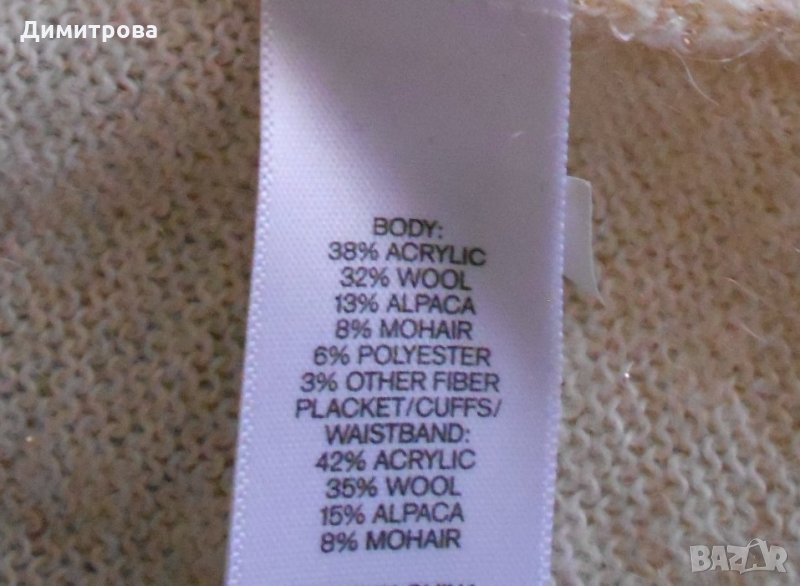 Димитрова
BODY:
38% ACRYLIC
32% WOOL
13% ALPACA
8% MOHAIR
6% POLYESTER
3% OTHER FIBER
PLACKET/CUFFS/
WAISTBAND:
42% ACRYLIC
35% WOOL
15% ALPACA
8% MOHAIR
BAZAR